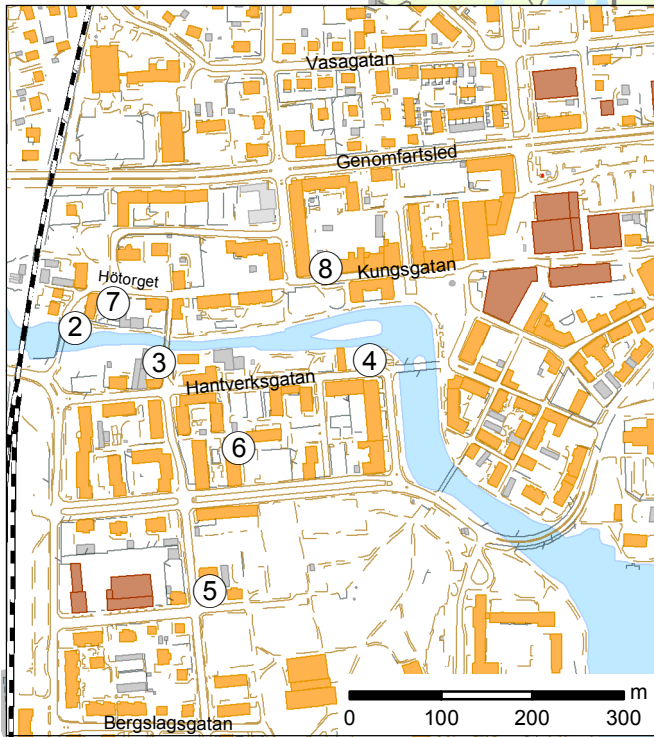 Vasagatan
Genomfartsled
8
Kungsgatan
Hötorget
7
2
3
4
Hantverksgatan
6
5
m
0 100 200 300
Bergslagsgatan